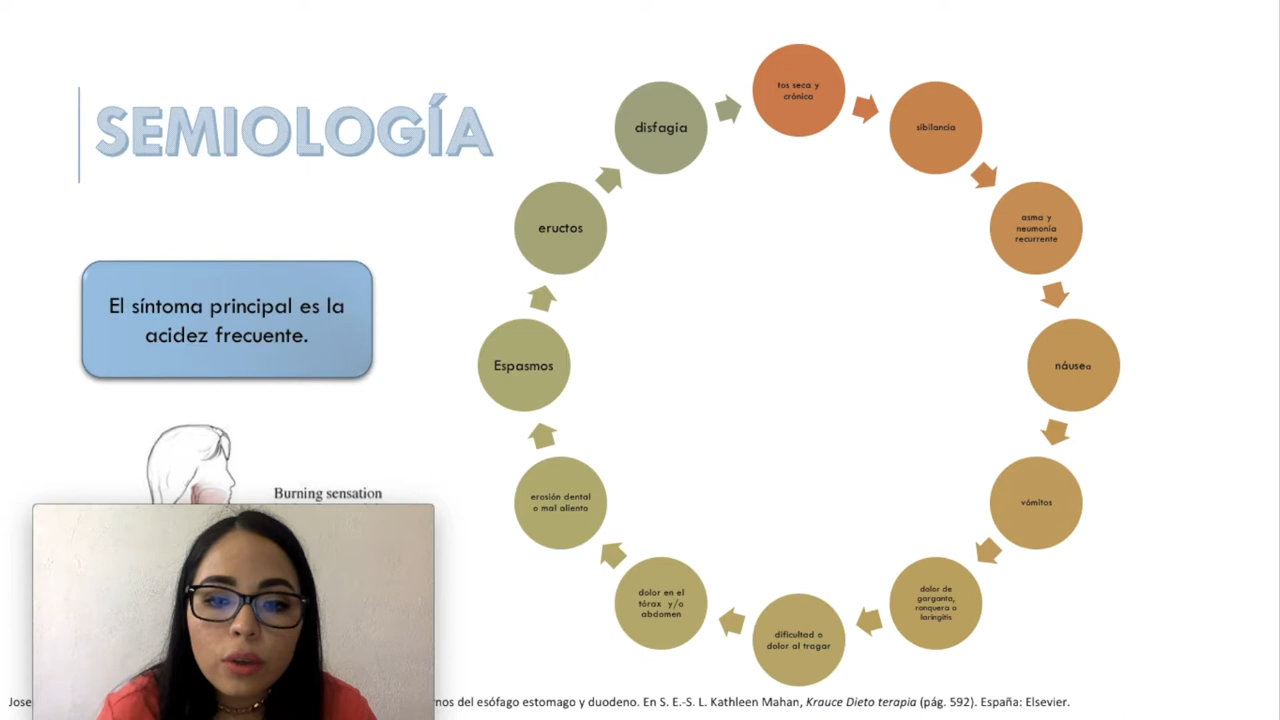 SEMIOLOGÍA
El síntoma principal es la
acidez frecuente.
Burning sensation
tos seca y
crónica
sibilancia
asma y
neumonía
recurrente
náusea
vómitos
dolor de
garganta,
ronquera o
laringitis
dificultad o
dolor al tragar
dolor en el
tórax y/o
abdomen
erosión dental
o mal aliento
Espasmos
eructos
disfagia
del esófago estomago y duodeno. En S. E.-S. L. Kathleen Mahan, Krauce Dieto terapia (pág. 592). España: Elsevier.